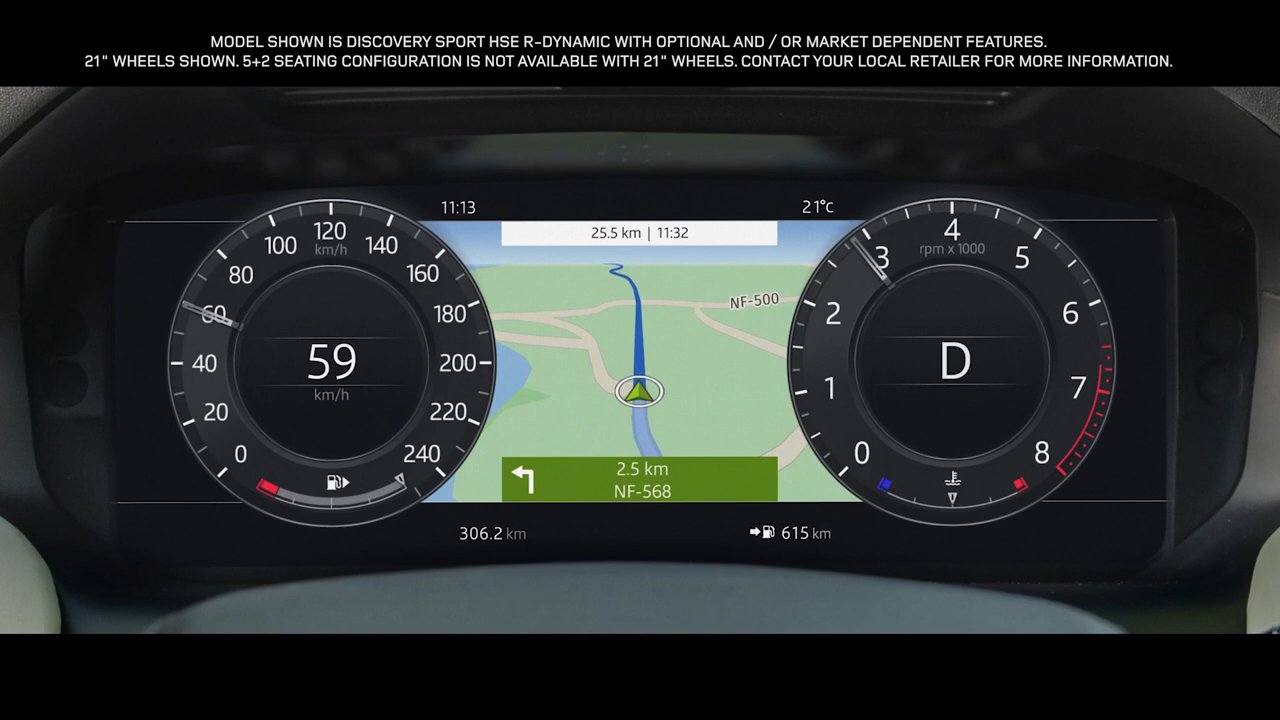 MODEL SHOWN IS DISCOVERY SPORT HSE R-DYNAMIC WITH OPTIONAL AND / OR MARKET DEPENDENT FEATURES.
21" WHEELS SHOWN. 5+2 SEATING CONFIGURATION IS NOT AVAILABLE WITH 21" WHEELS. CONTACT YOUR LOCAL RETAILER FOR MORE INFORMATION.
11:13
21°c
25.5 km | 11:32
0
20
40
60
80
100
120
140
160
180
200
220
240
km/h
59
km/h
NF-500
2.5 km
NF-568
0
1
2
3
4
5
6
7
8
rpm x 1000
D
306.2 km
615 km